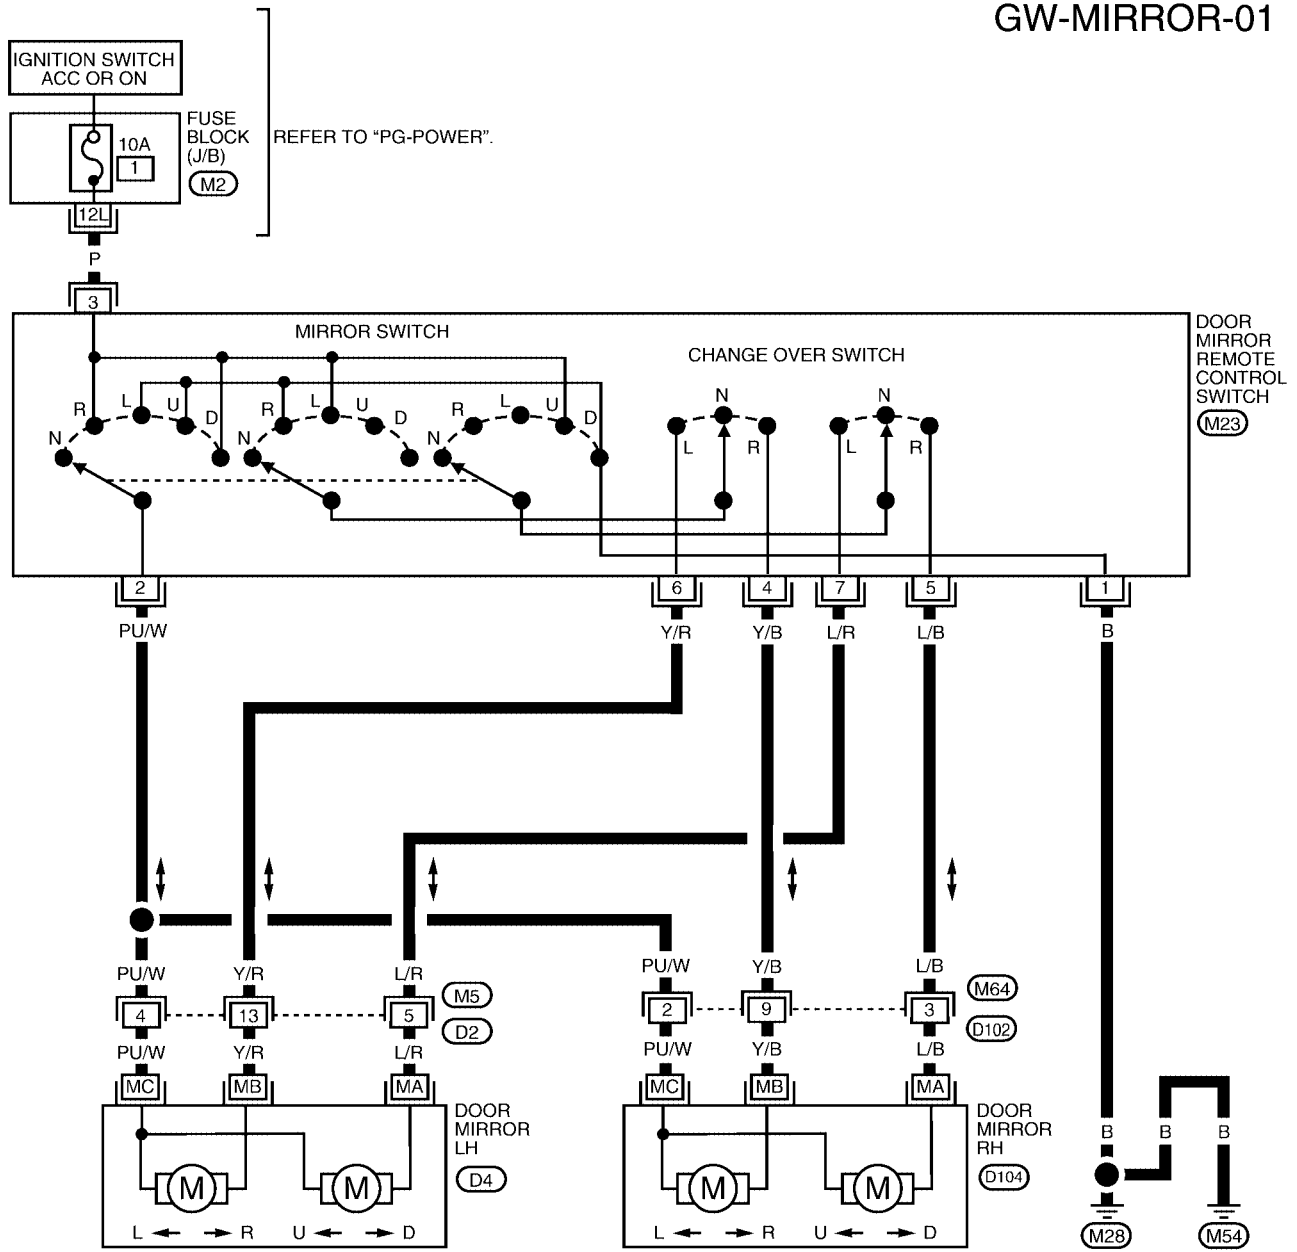 GW-MIRROR-01
IGNITION SWITCH
ACC OR ON
FUSE
BLOCK
(J/B)
M2
10A
1
REFER TO “PG-POWER”.
12L
P
3
MIRROR SWITCH
CHANGE OVER SWITCH
DOOR
MIRROR
REMOTE
CONTROL
SWITCH
M23
N R L U D
N R L U D
N R L U D
L N R
L N R
2 6 4 7 5 1
PU/W Y/R Y/B L/R L/B B
PU/W Y/R L/R
M5
4 13 5
D2
PU/W Y/R L/R
MC MB MA
PU/W Y/B L/B
M64
2 9 3
D102
PU/W Y/B L/B
MC MB MA
DOOR
MIRROR
LH
D4
M M
L R U D
DOOR
MIRROR
RH
D104
M M
L R U D
B B B
M28 M54